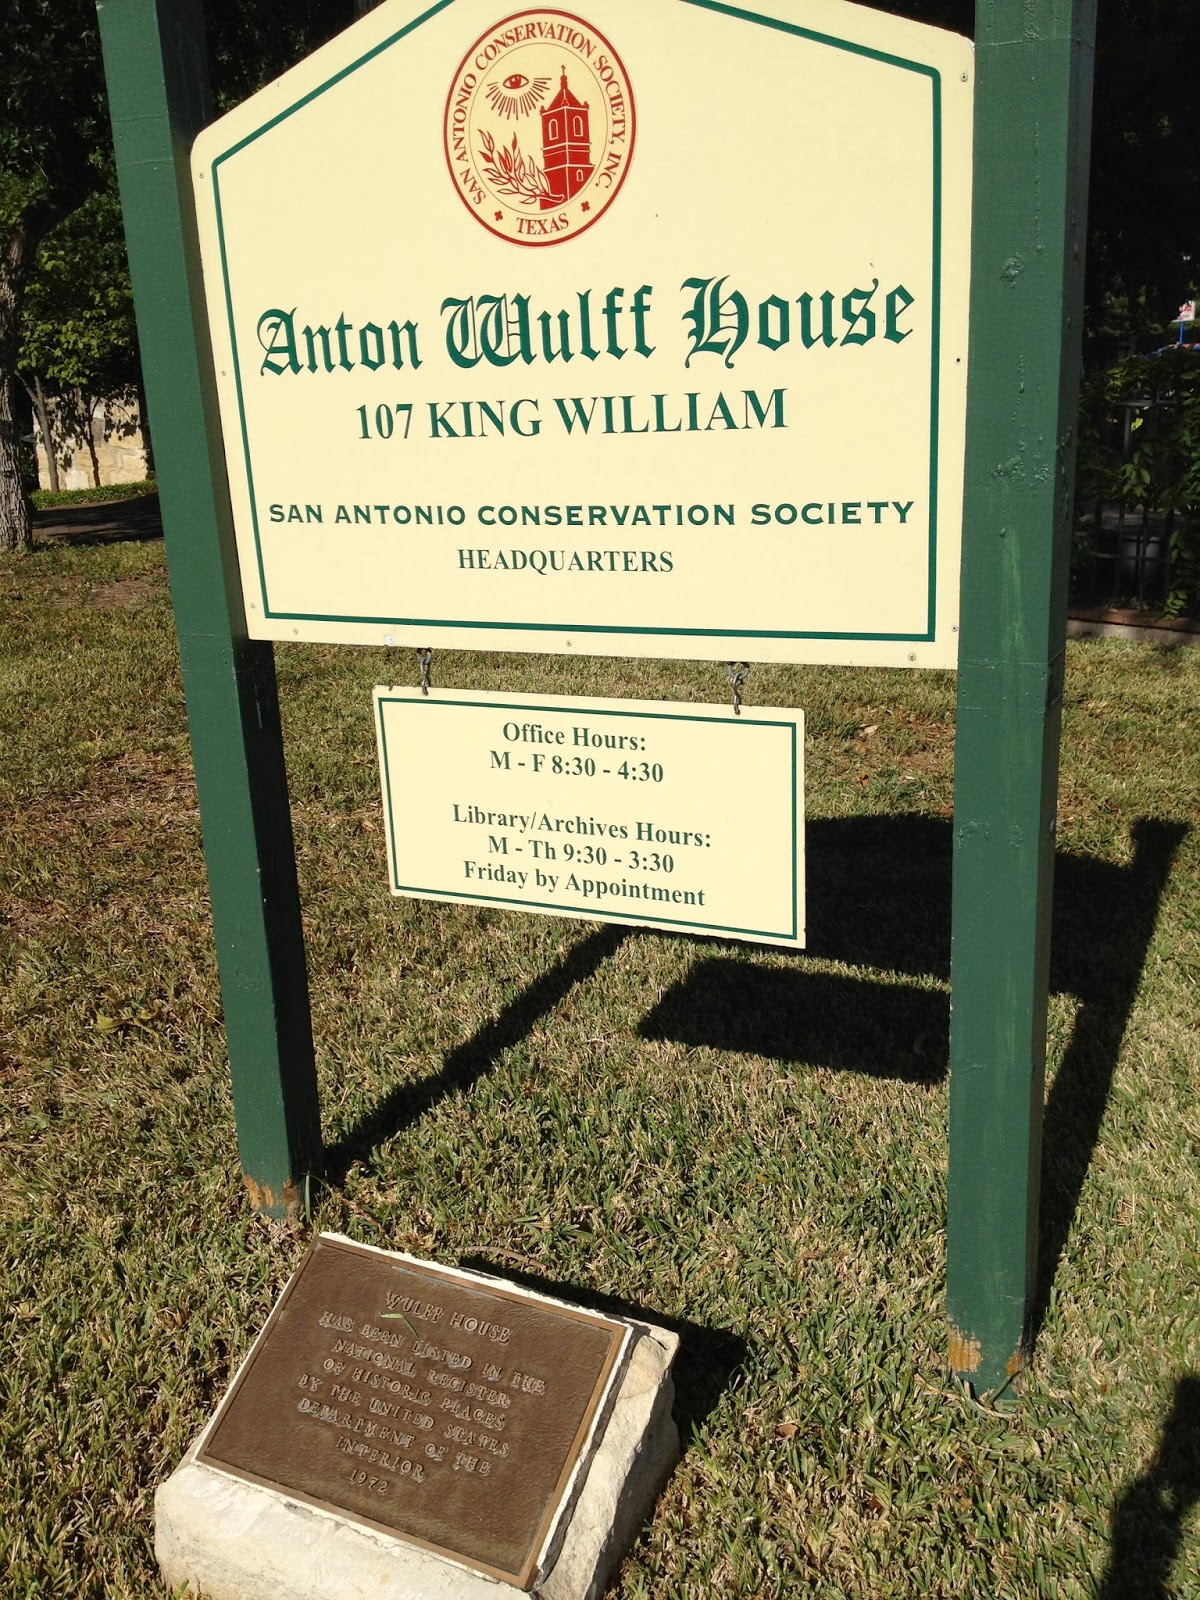 SAN ANTONIO CONSERVATION SOCIETY, INC.
TEXAS
Anton Wulff House
107 KING WILLIAM
SAN ANTONIO CONSERVATION SOCIETY
HEADQUARTERS
Office Hours:
M - F 8:30 - 4:30
Library/Archives Hours:
M - Th 9:30 - 3:30
Friday by Appointment
WULFF HOUSE
HAS BEEN LISTED IN THE
NATIONAL REGISTER
OF HISTORIC PLACES
BY THE UNITED STATES
DEPARTMENT OF THE
INTERIOR
1972